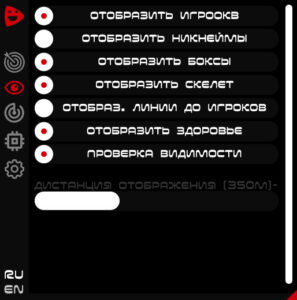 ОТОБРАЗИТЬ ИГРООКВ
ОТОБРАЗИТЬ НИКНЕЙМЫ
ОТОБРАЗИТЬ БОКСЫ
ОТОБРАЗИТЬ СКЕЛЕТ
ОТОБРАЗ. ЛИНИИ ДО ИГРОКОВ
ОТОБРАЗИТЬ ЗДОРОВЬЕ
ПРОВЕРКА ВИДИМОСТИ
ДИСТАНЦИЯ ОТОБРАЖЕНИЯ (350М)-
RU
EN